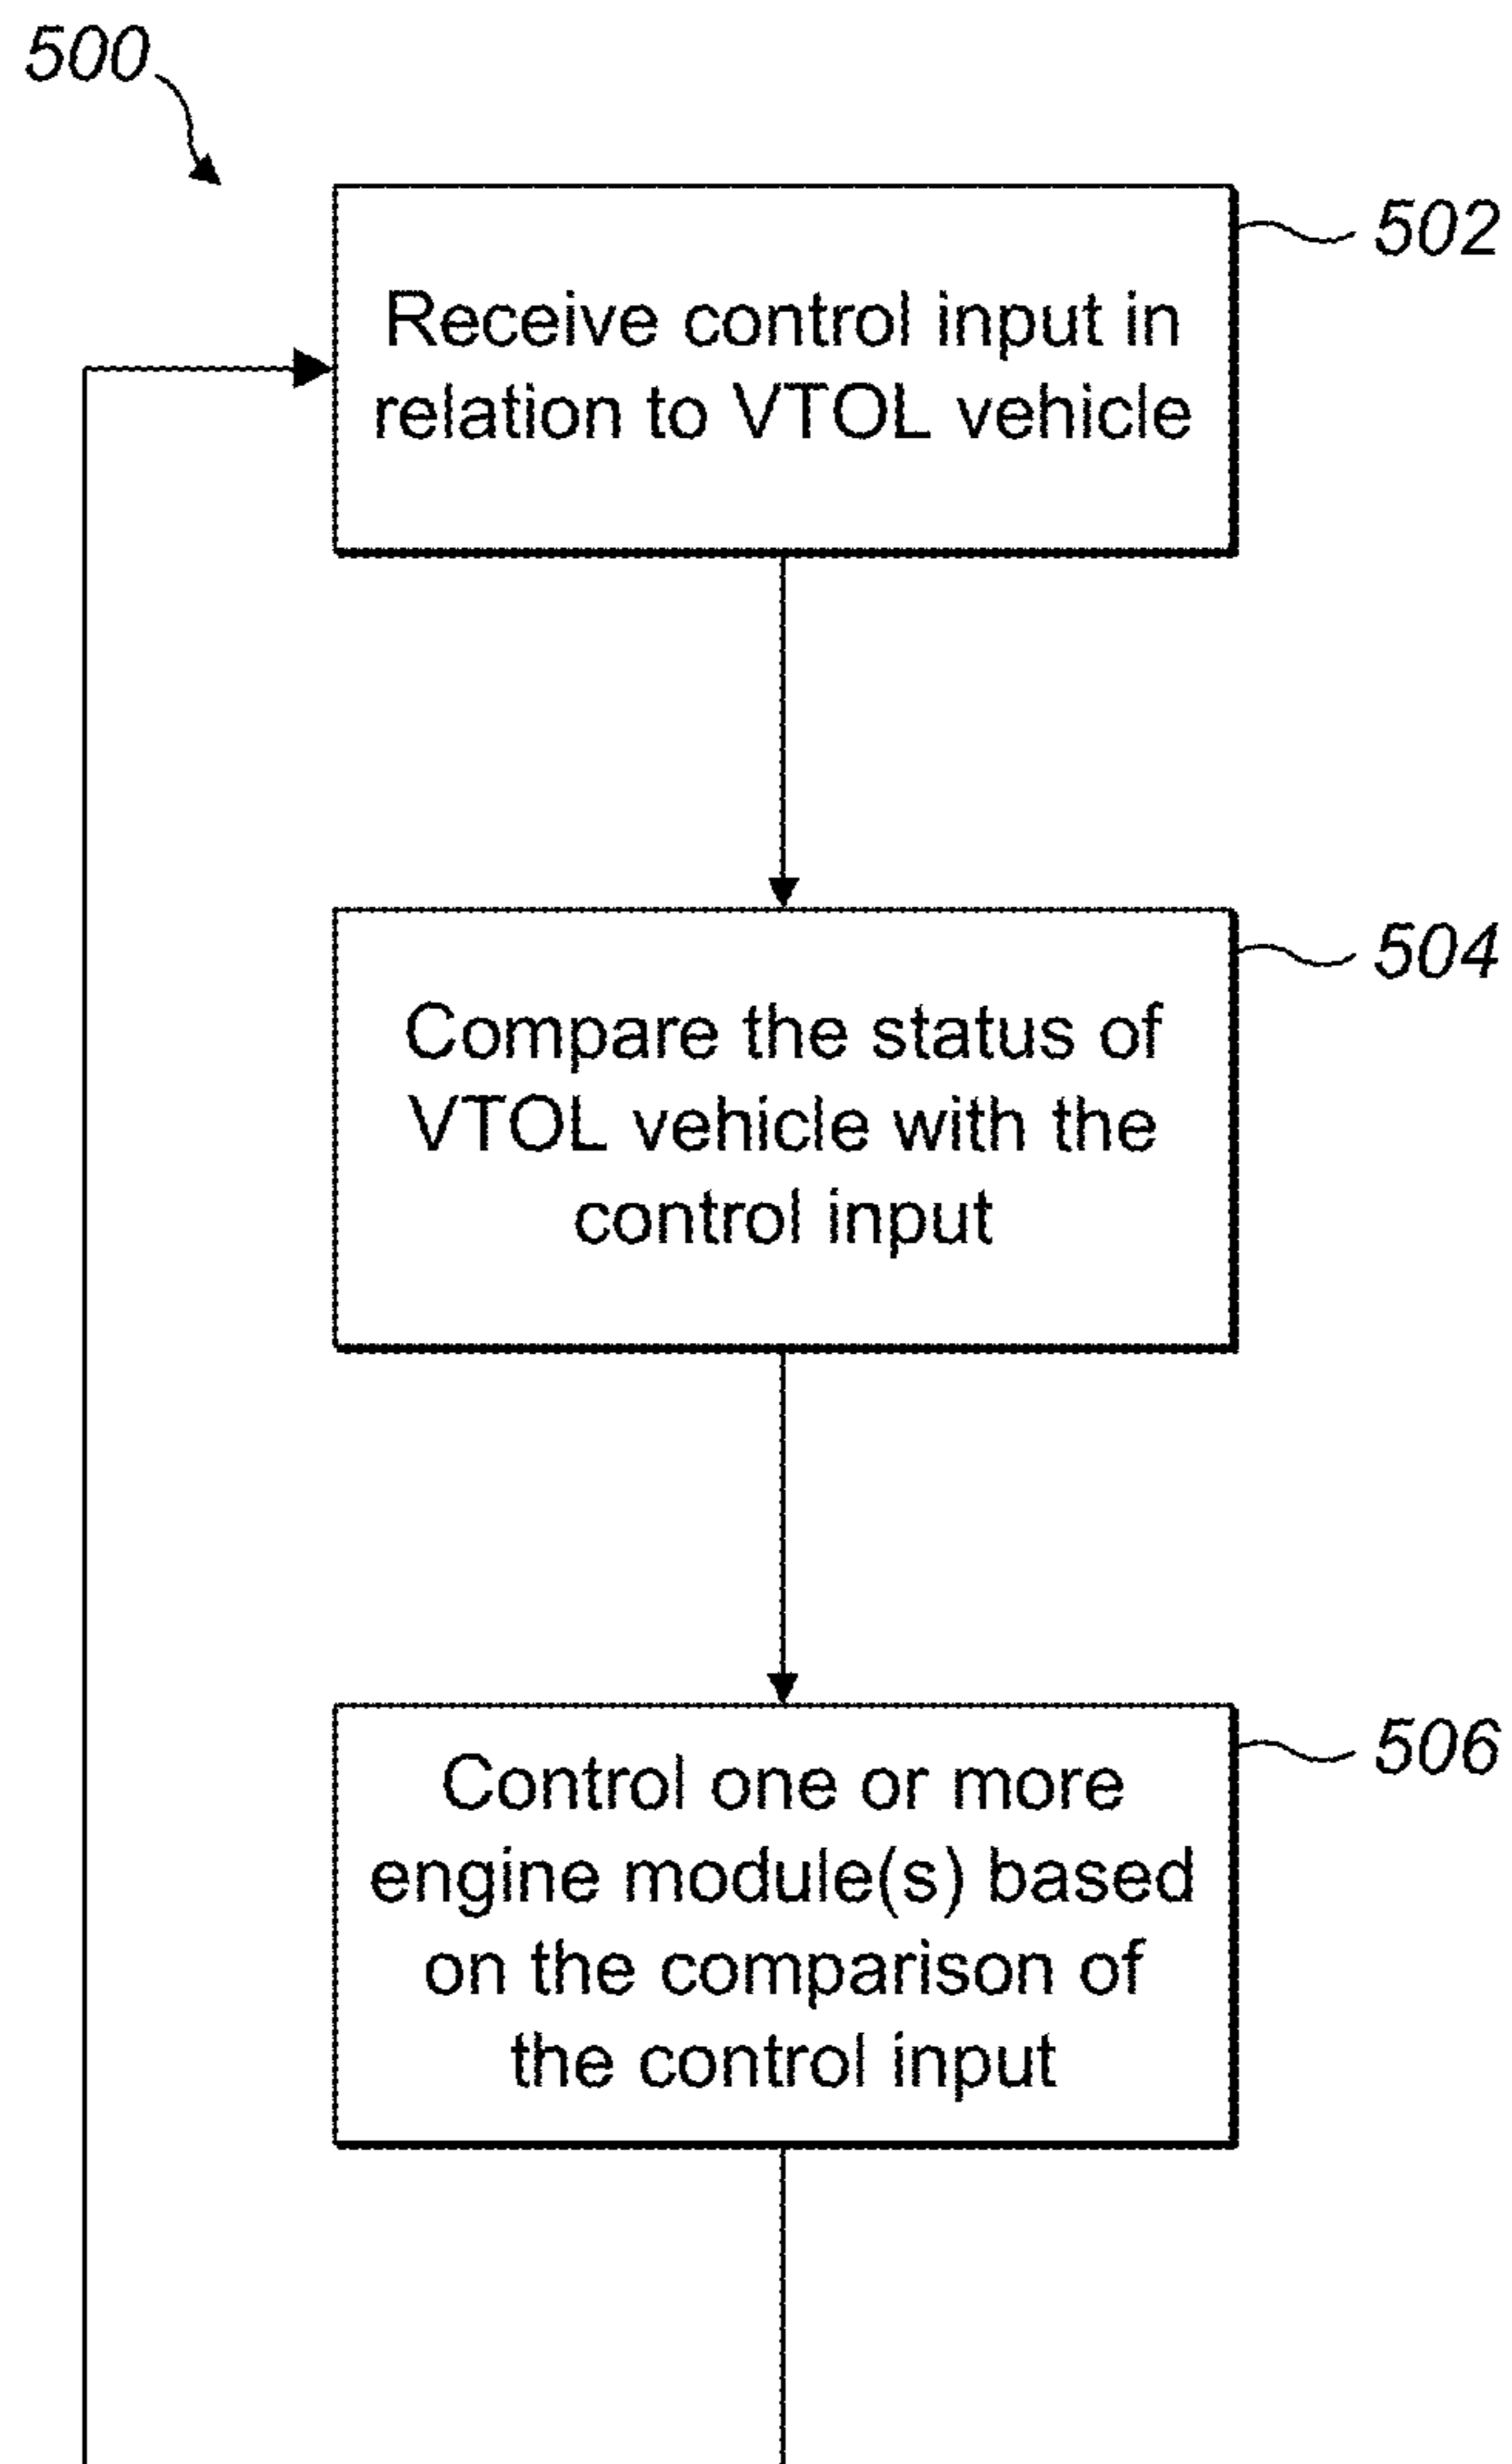 500
502
Receive control input in
relation to VTOL vehicle
504
Compare the status of
VTOL vehicle with the
control input
506
Control one or more
engine module(s) based
on the comparison of
the control input